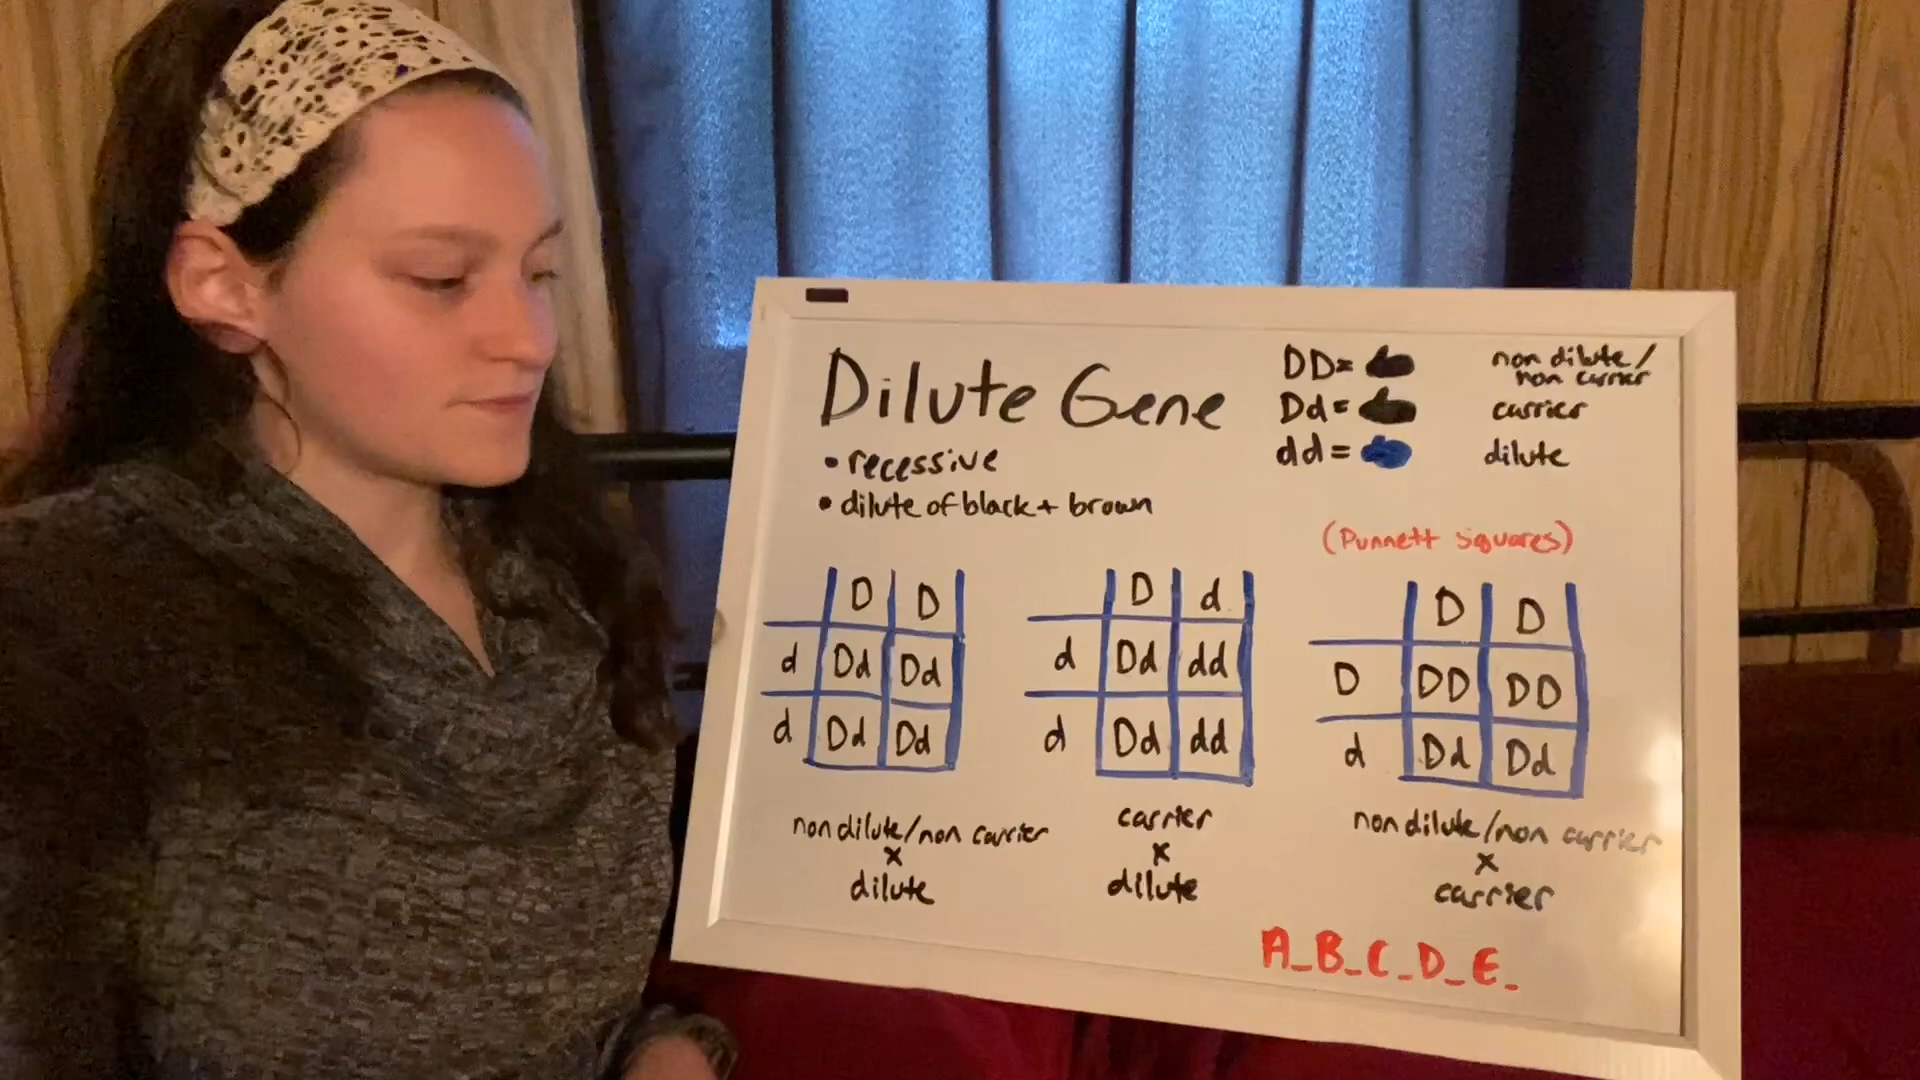 Dilute Gene
• recessive
• dilute of black + brown
DD= non dilute/
non carrier
Dd= carrier
dd= dilute
(Punnett Squares)
D D
d Dd Dd
d Dd Dd
non dilute/non carrier
x
dilute
D d
d Dd dd
d Dd dd
carrier
x
dilute
D D
D DD DD
d Dd Dd
non dilute/non carrier
x
carrier
A_B_C_D_E_